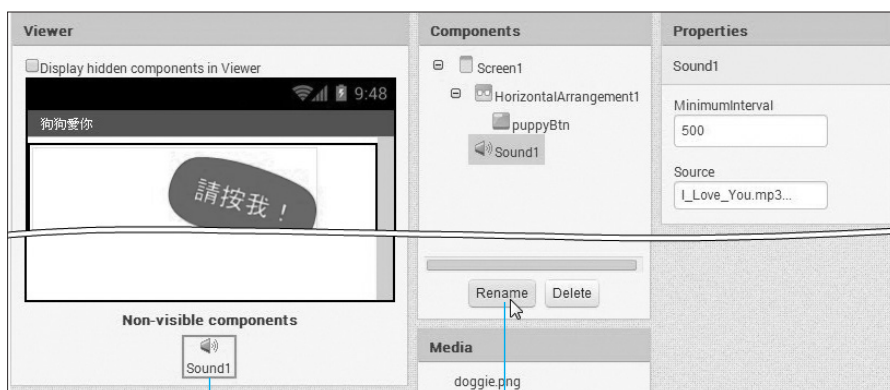 Viewer
Display hidden components in Viewer
9:48
狗狗愛你
請按我！
Non-visible components
Sound1
Components
Screen1
HorizontalArrangement1
puppyBtn
Sound1
Rename
Delete
Media
doggie.png
Properties
Sound1
MinimumInterval
500
Source
I_Love_You.mp3...